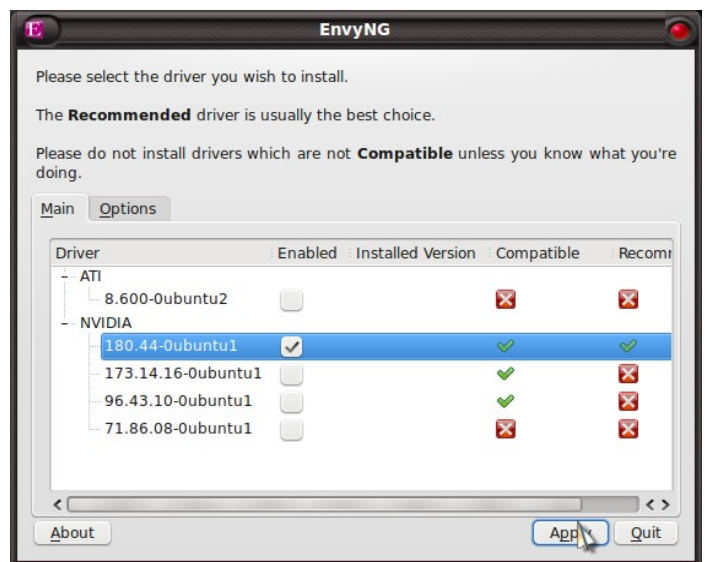 E
EnvyNG
Please select the driver you wish to install.
The Recommended driver is usually the best choice.
Please do not install drivers which are not Compatible unless you know what you're
doing.
Main Options
Driver Enabled Installed Version Compatible
ATI
8.600-0ubuntu2
NVIDIA
180.44-0ubuntu1
173.14.16-0ubuntu1
96.43.10-0ubuntu1
71.86.08-0ubuntu1
About Apply Quit